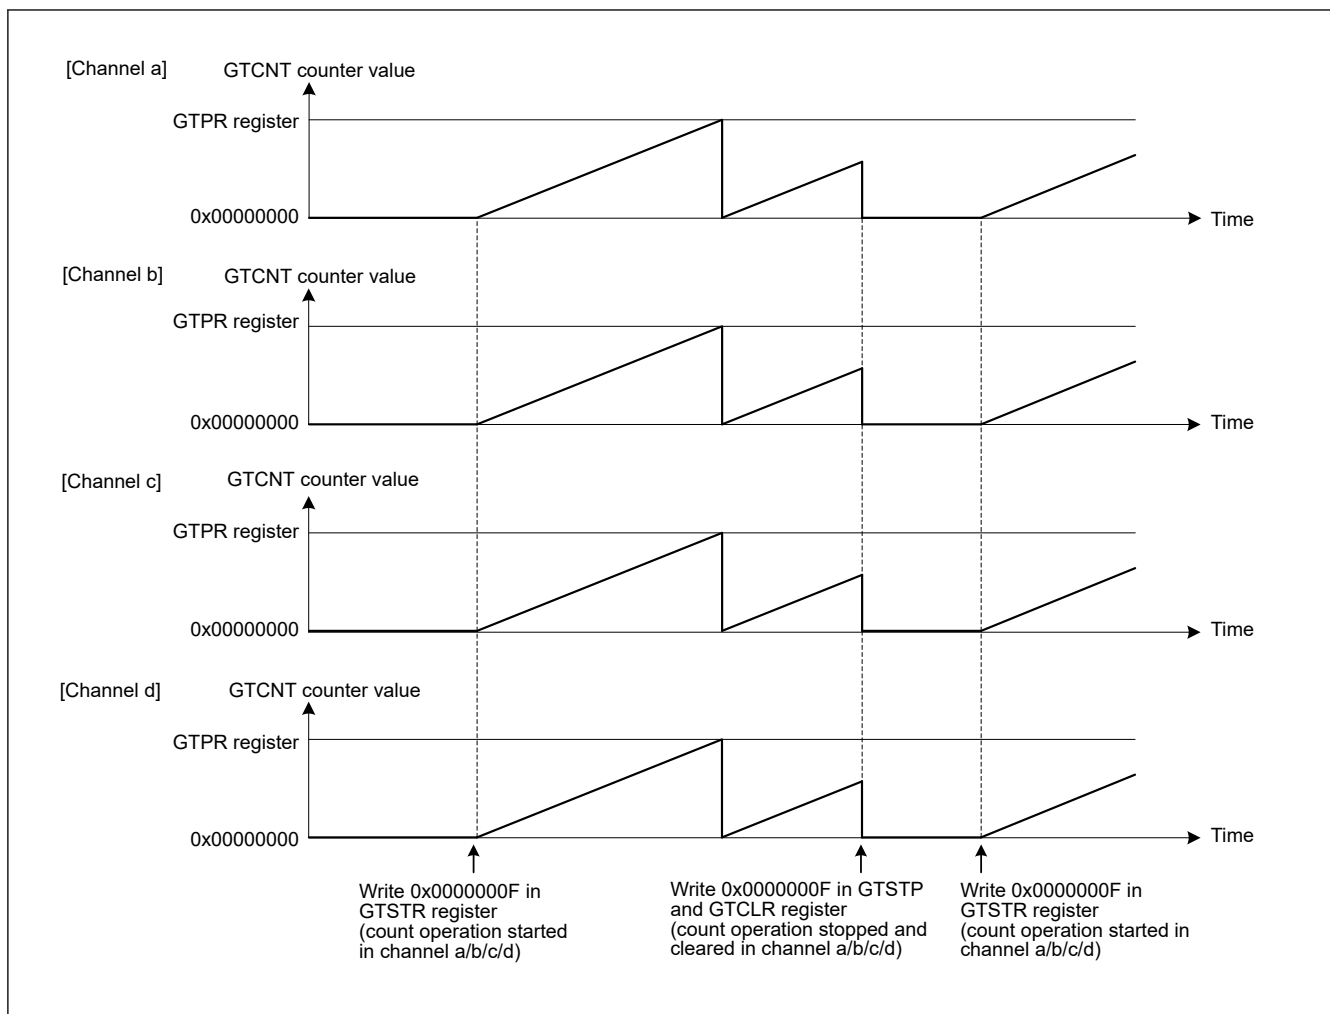 [Channel a]
GTCNT counter value
GTPR register
0x00000000
Time
[Channel b]
GTCNT counter value
GTPR register
0x00000000
Time
[Channel c]
GTCNT counter value
GTPR register
0x00000000
Time
[Channel d]
GTCNT counter value
GTPR register
0x00000000
Time
Write 0x0000000F in
GTSTR register
(count operation started
in channel a/b/c/d)
Write 0x0000000F in GTSTP
and GTCLR register
(count operation stopped and
cleared in channel a/b/c/d)
Write 0x0000000F in
GTSTR register
(count operation started in
channel a/b/c/d)